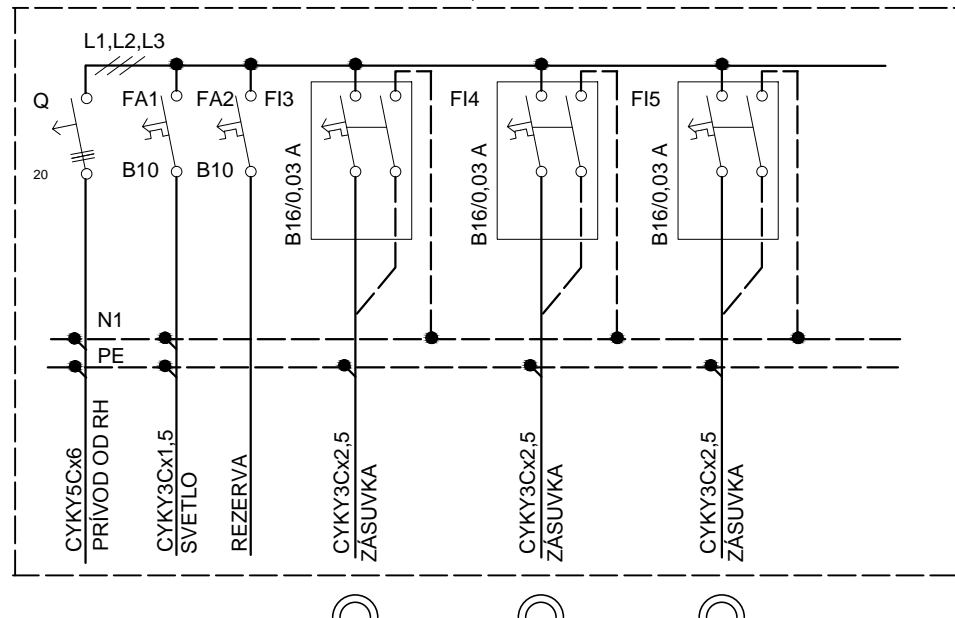 L1,L2,L3
Q
FA1
FA2
FI3
FI4
FI5
20
B10
B10
B16/0,03 A
B16/0,03 A
B16/0,03 A
N1
PE
CYKY5Cx6
PRÍVOD OD RH
CYKY3Cx1,5
SVETLO
REZERVA
CYKY3Cx2,5
ZÁSUVKA
CYKY3Cx2,5
ZÁSUVKA
CYKY3Cx2,5
ZÁSUVKA